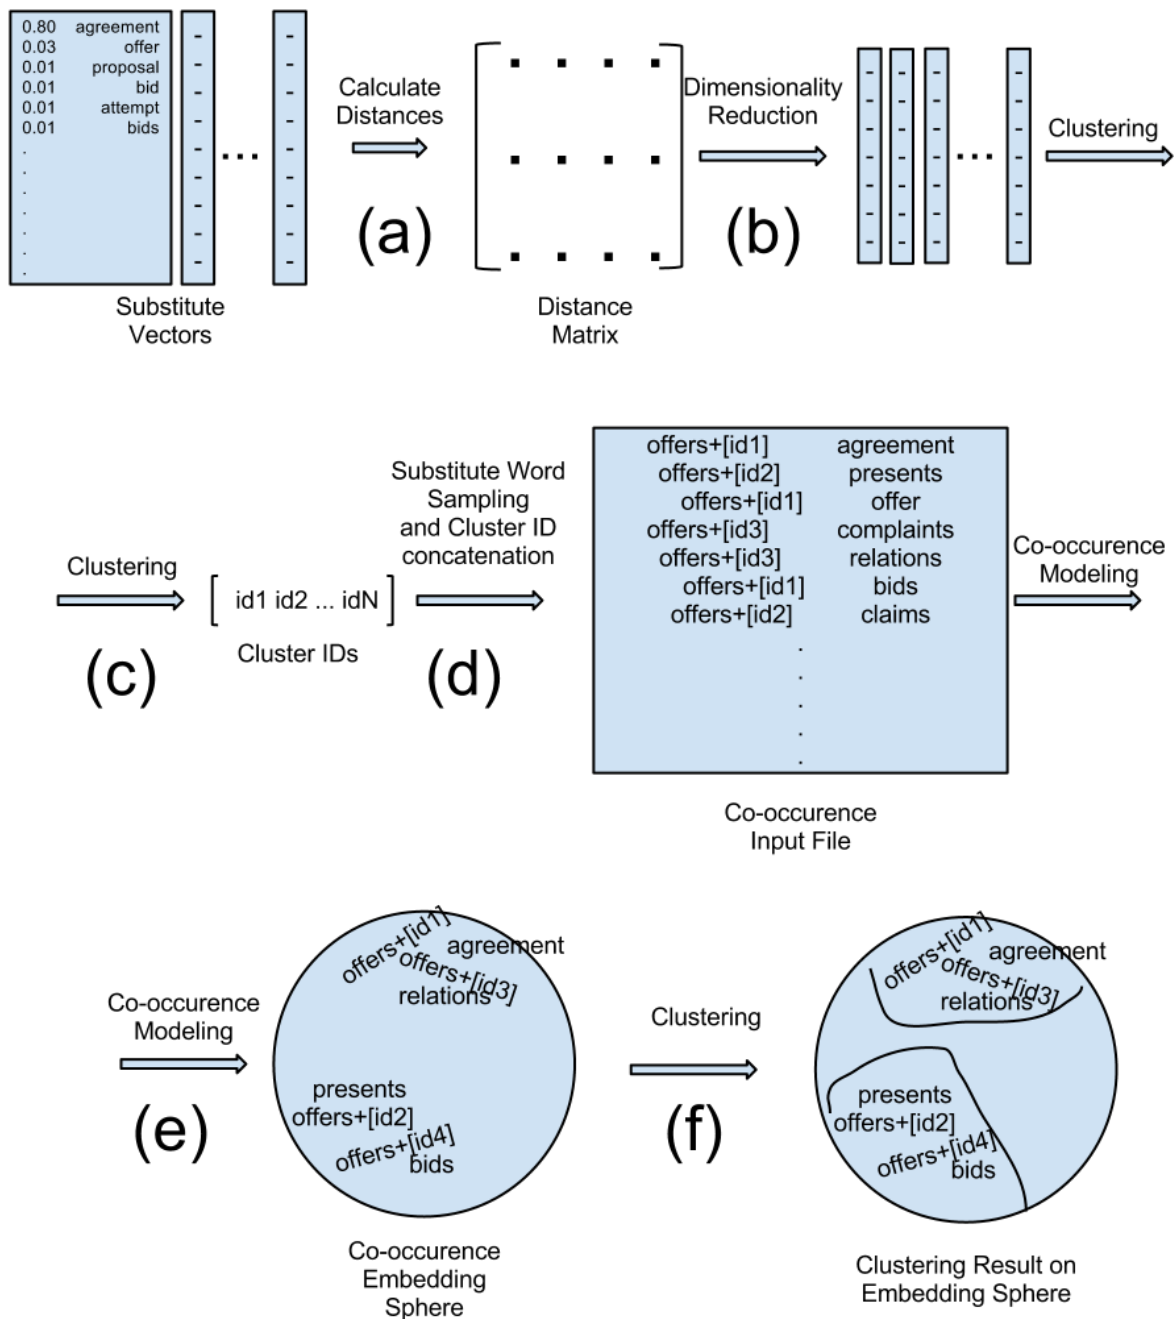 0.80 agreement
0.03 offer
0.01 proposal
0.01 bid
0.01 attempt
0.01 bids
Substitute
Vectors
Calculate
Distances
(a)
Distance
Matrix
Dimensionality
Reduction
(b)
Clustering
Clustering
(c)
id1 id2 ... idN
Cluster IDs
Substitute Word
Sampling
and Cluster ID
concatenation
(d)
offers+[id1] agreement
offers+[id2] presents
offers+[id1] offer
offers+[id3] complaints
offers+[id3] relations
offers+[id1] bids
offers+[id2] claims
Co-occurence
Input File
Co-occurence
Modeling
Co-occurence
Modeling
(e)
offers+[id1]
agreement
offers+[id3]
relations
presents
offers+[id2]
offers+[id4]
bids
Co-occurence
Embedding
Sphere
Clustering
(f)
offers+[id1]
agreement
offers+[id3]
relations
presents
offers+[id2]
offers+[id4]
bids
Clustering Result on
Embedding Sphere